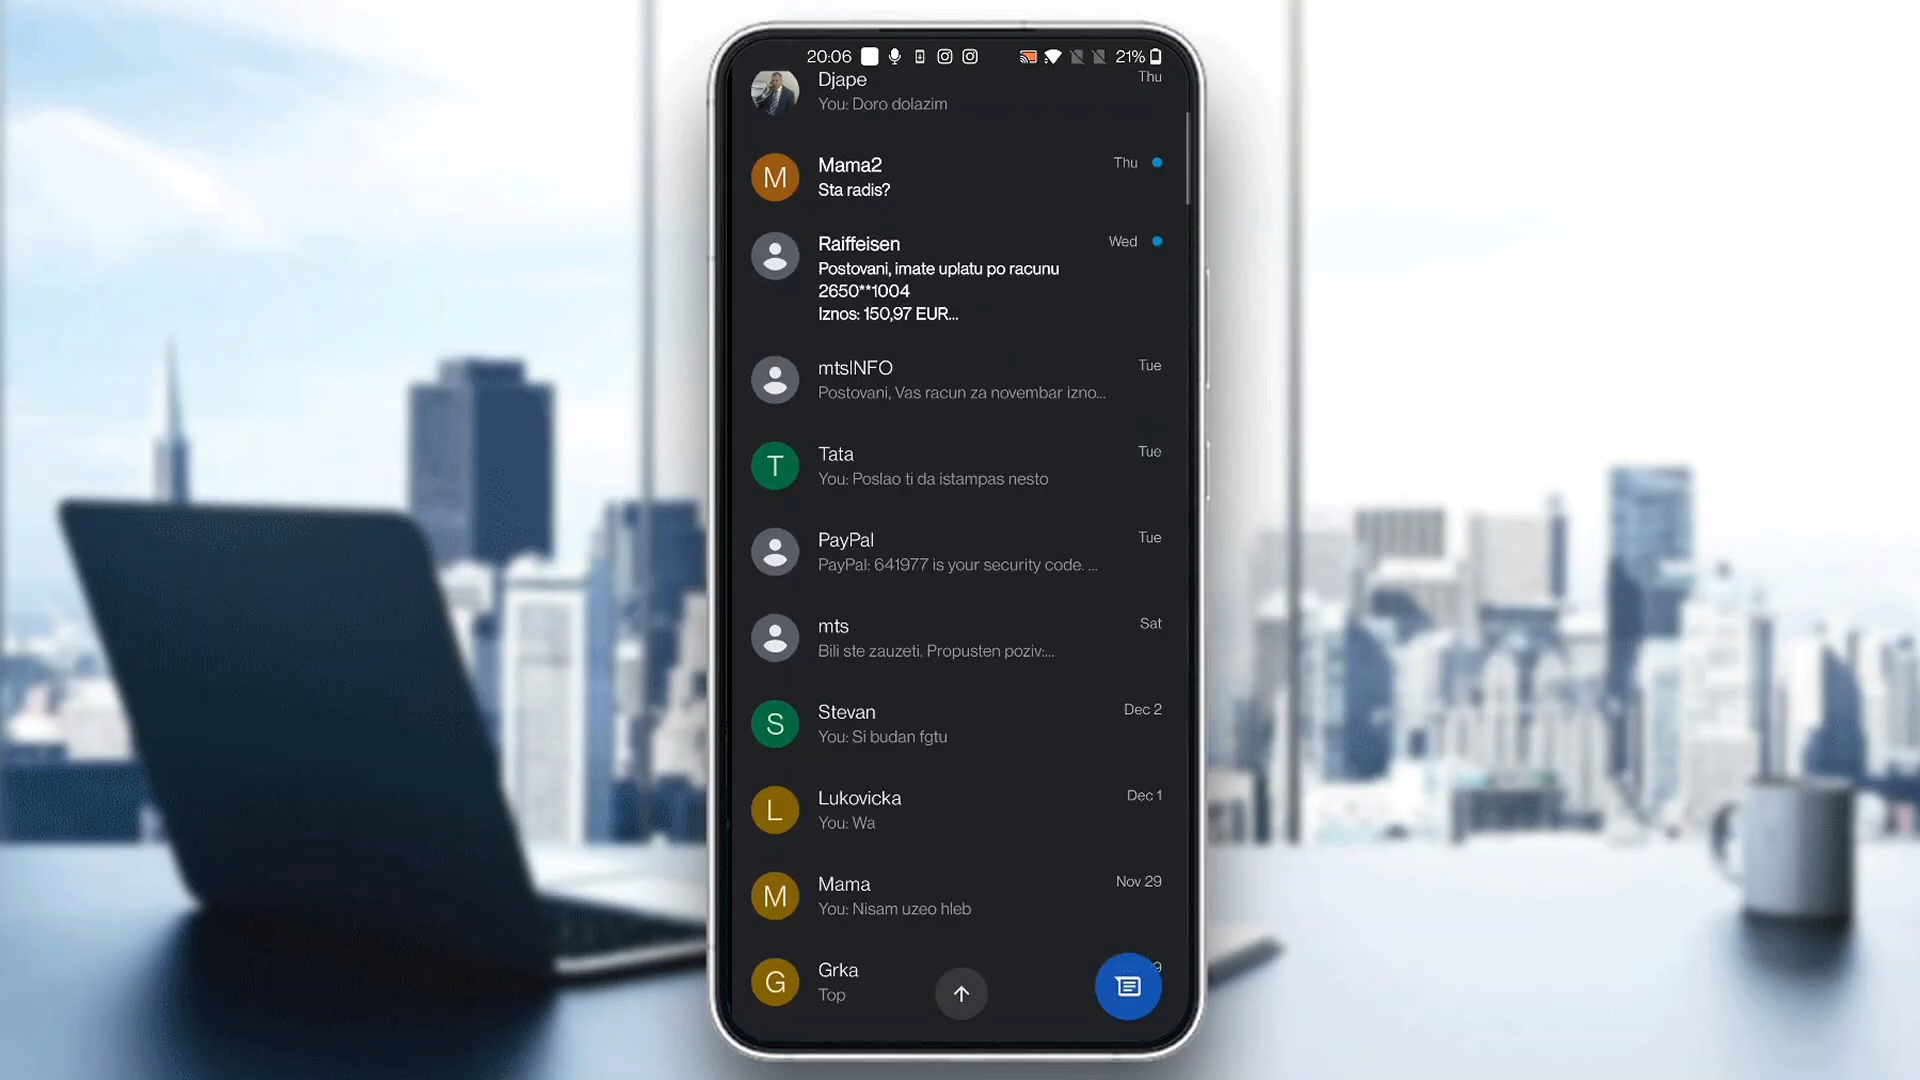 20:06
21%
Djape
Thu
You: Doro dolazim
M
Mama2
Thu
Sta radis?
Raiffeisen
Wed
Postovani, imate uplatu po racunu
2650**1004
Iznos: 150,97 EUR...
mtsINFO
Tue
Postovani, Vas racun za novembar izno...
T
Tata
Tue
You: Poslao ti da istampas nesto
PayPal
Tue
PayPal: 641977 is your security code. ...
mts
Sat
Bili ste zauzeti. Propusten poziv:...
S
Stevan
Dec 2
You: Si budan fgtu
L
Lukovicka
Dec 1
You: Wa
M
Mama
Nov 29
You: Nisam uzeo hleb
G
Grka
Top